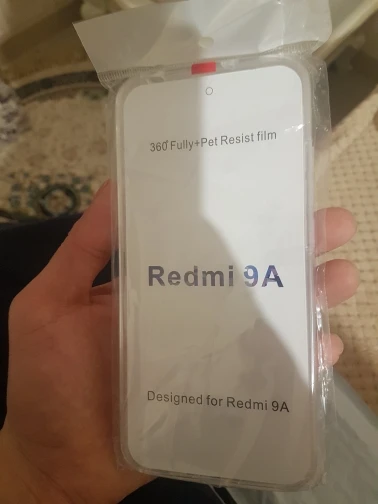 360° Fully+Pet Resist film
Redmi 9A
Designed for Redmi 9A